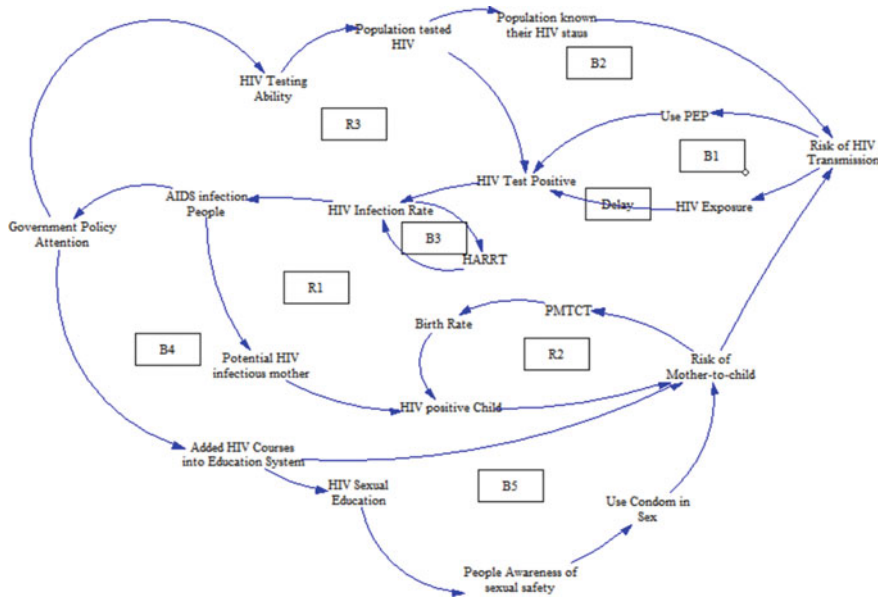 Population tested
HIV
Population known
their HIV staus
B2
HIV Testing
Ability
R3
Use PEP
B1
Risk of HIV
Transmission
HIV Test Positive
Delay
HIV Exposure
AIDS infection
People
HIV Infection Rate
Government Policy
Attention
B3
HARRT
R1
PMTCT
Birth Rate
B4
R2
Potential HIV
infectious mother
Risk of
Mother-to-child
HIV positive Child
Added HIV Courses
into Education System
HIV Sexual
Education
B5
Use Condom in
Sex
People Awareness of
sexual safety